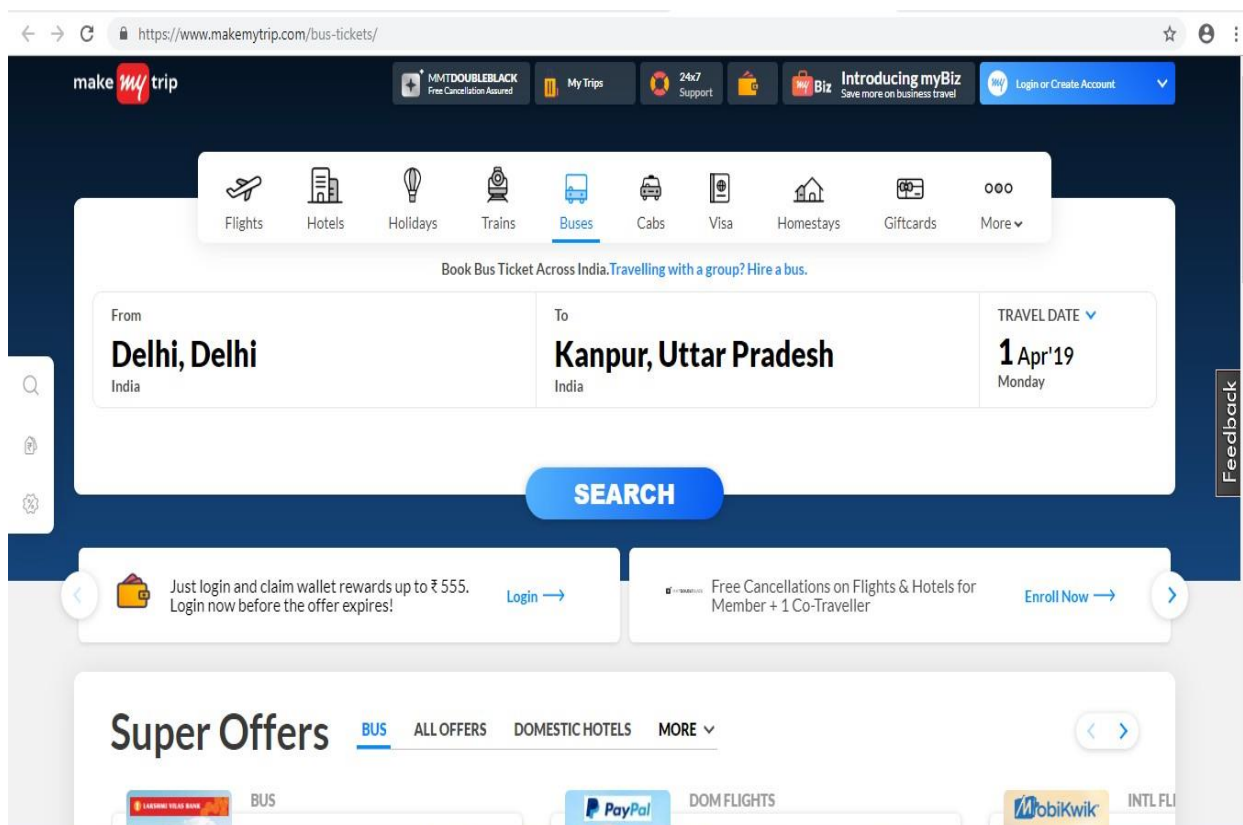 https://www.makemytrip.com/bus-tickets/
make my trip
MMTDOUBLEBLACK
Free Cancellation Assured
My Trips
24x7
Support
my Biz
Introducing myBiz
Save more on business travel
my
Login or Create Account
Flights
Hotels
Holidays
Trains
Buses
Cabs
Visa
Homestays
Giftcards
More
Book Bus Ticket Across India.Travelling with a group? Hire a bus.
From
Delhi, Delhi
India
To
Kanpur, Uttar Pradesh
India
TRAVEL DATE
1 Apr'19
Monday
Feedback
SEARCH
Just login and claim wallet rewards up to ₹ 555.
Login now before the offer expires!
Login
Free Cancellations on Flights & Hotels for
Member + 1 Co-Traveller
Enroll Now
Super Offers
BUS
ALL OFFERS
DOMESTIC HOTELS
MORE
LAKSHMI VILAS BANK
BUS
PayPal
DOM FLIGHTS
MobiKwik
INTL FLI